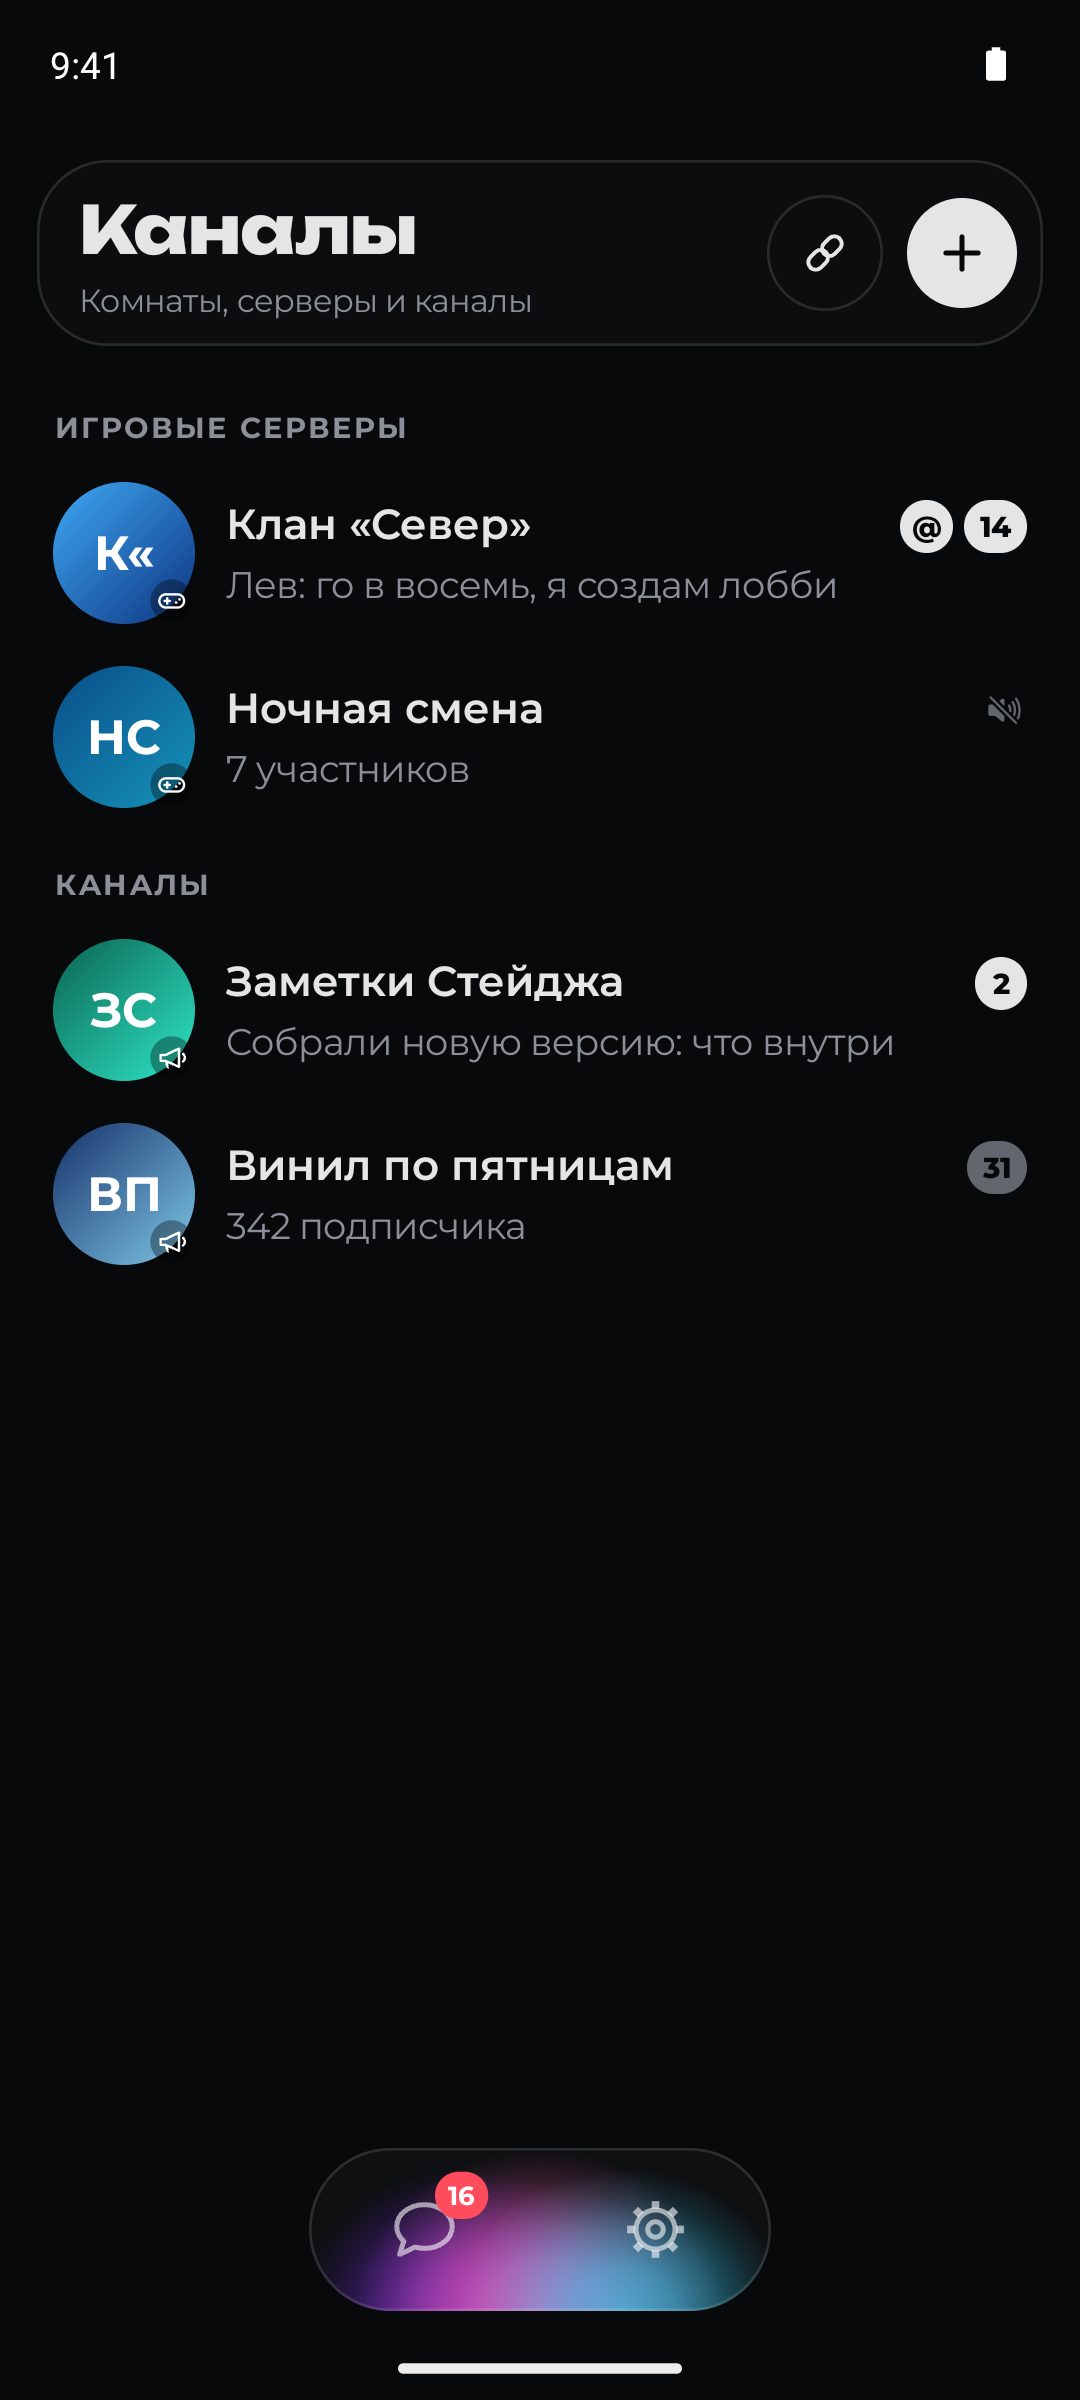 9:41
Каналы
Комнаты, серверы и каналы
ИГРОВЫЕ СЕРВЕРЫ
К«
Клан «Север»
@ 14
Лев: го в восемь, я создам лобби
НС
Ночная смена
7 участников
КАНАЛЫ
ЗС
Заметки Стейджа
2
Собрали новую версию: что внутри
ВП
Винил по пятницам
31
342 подписчика
16